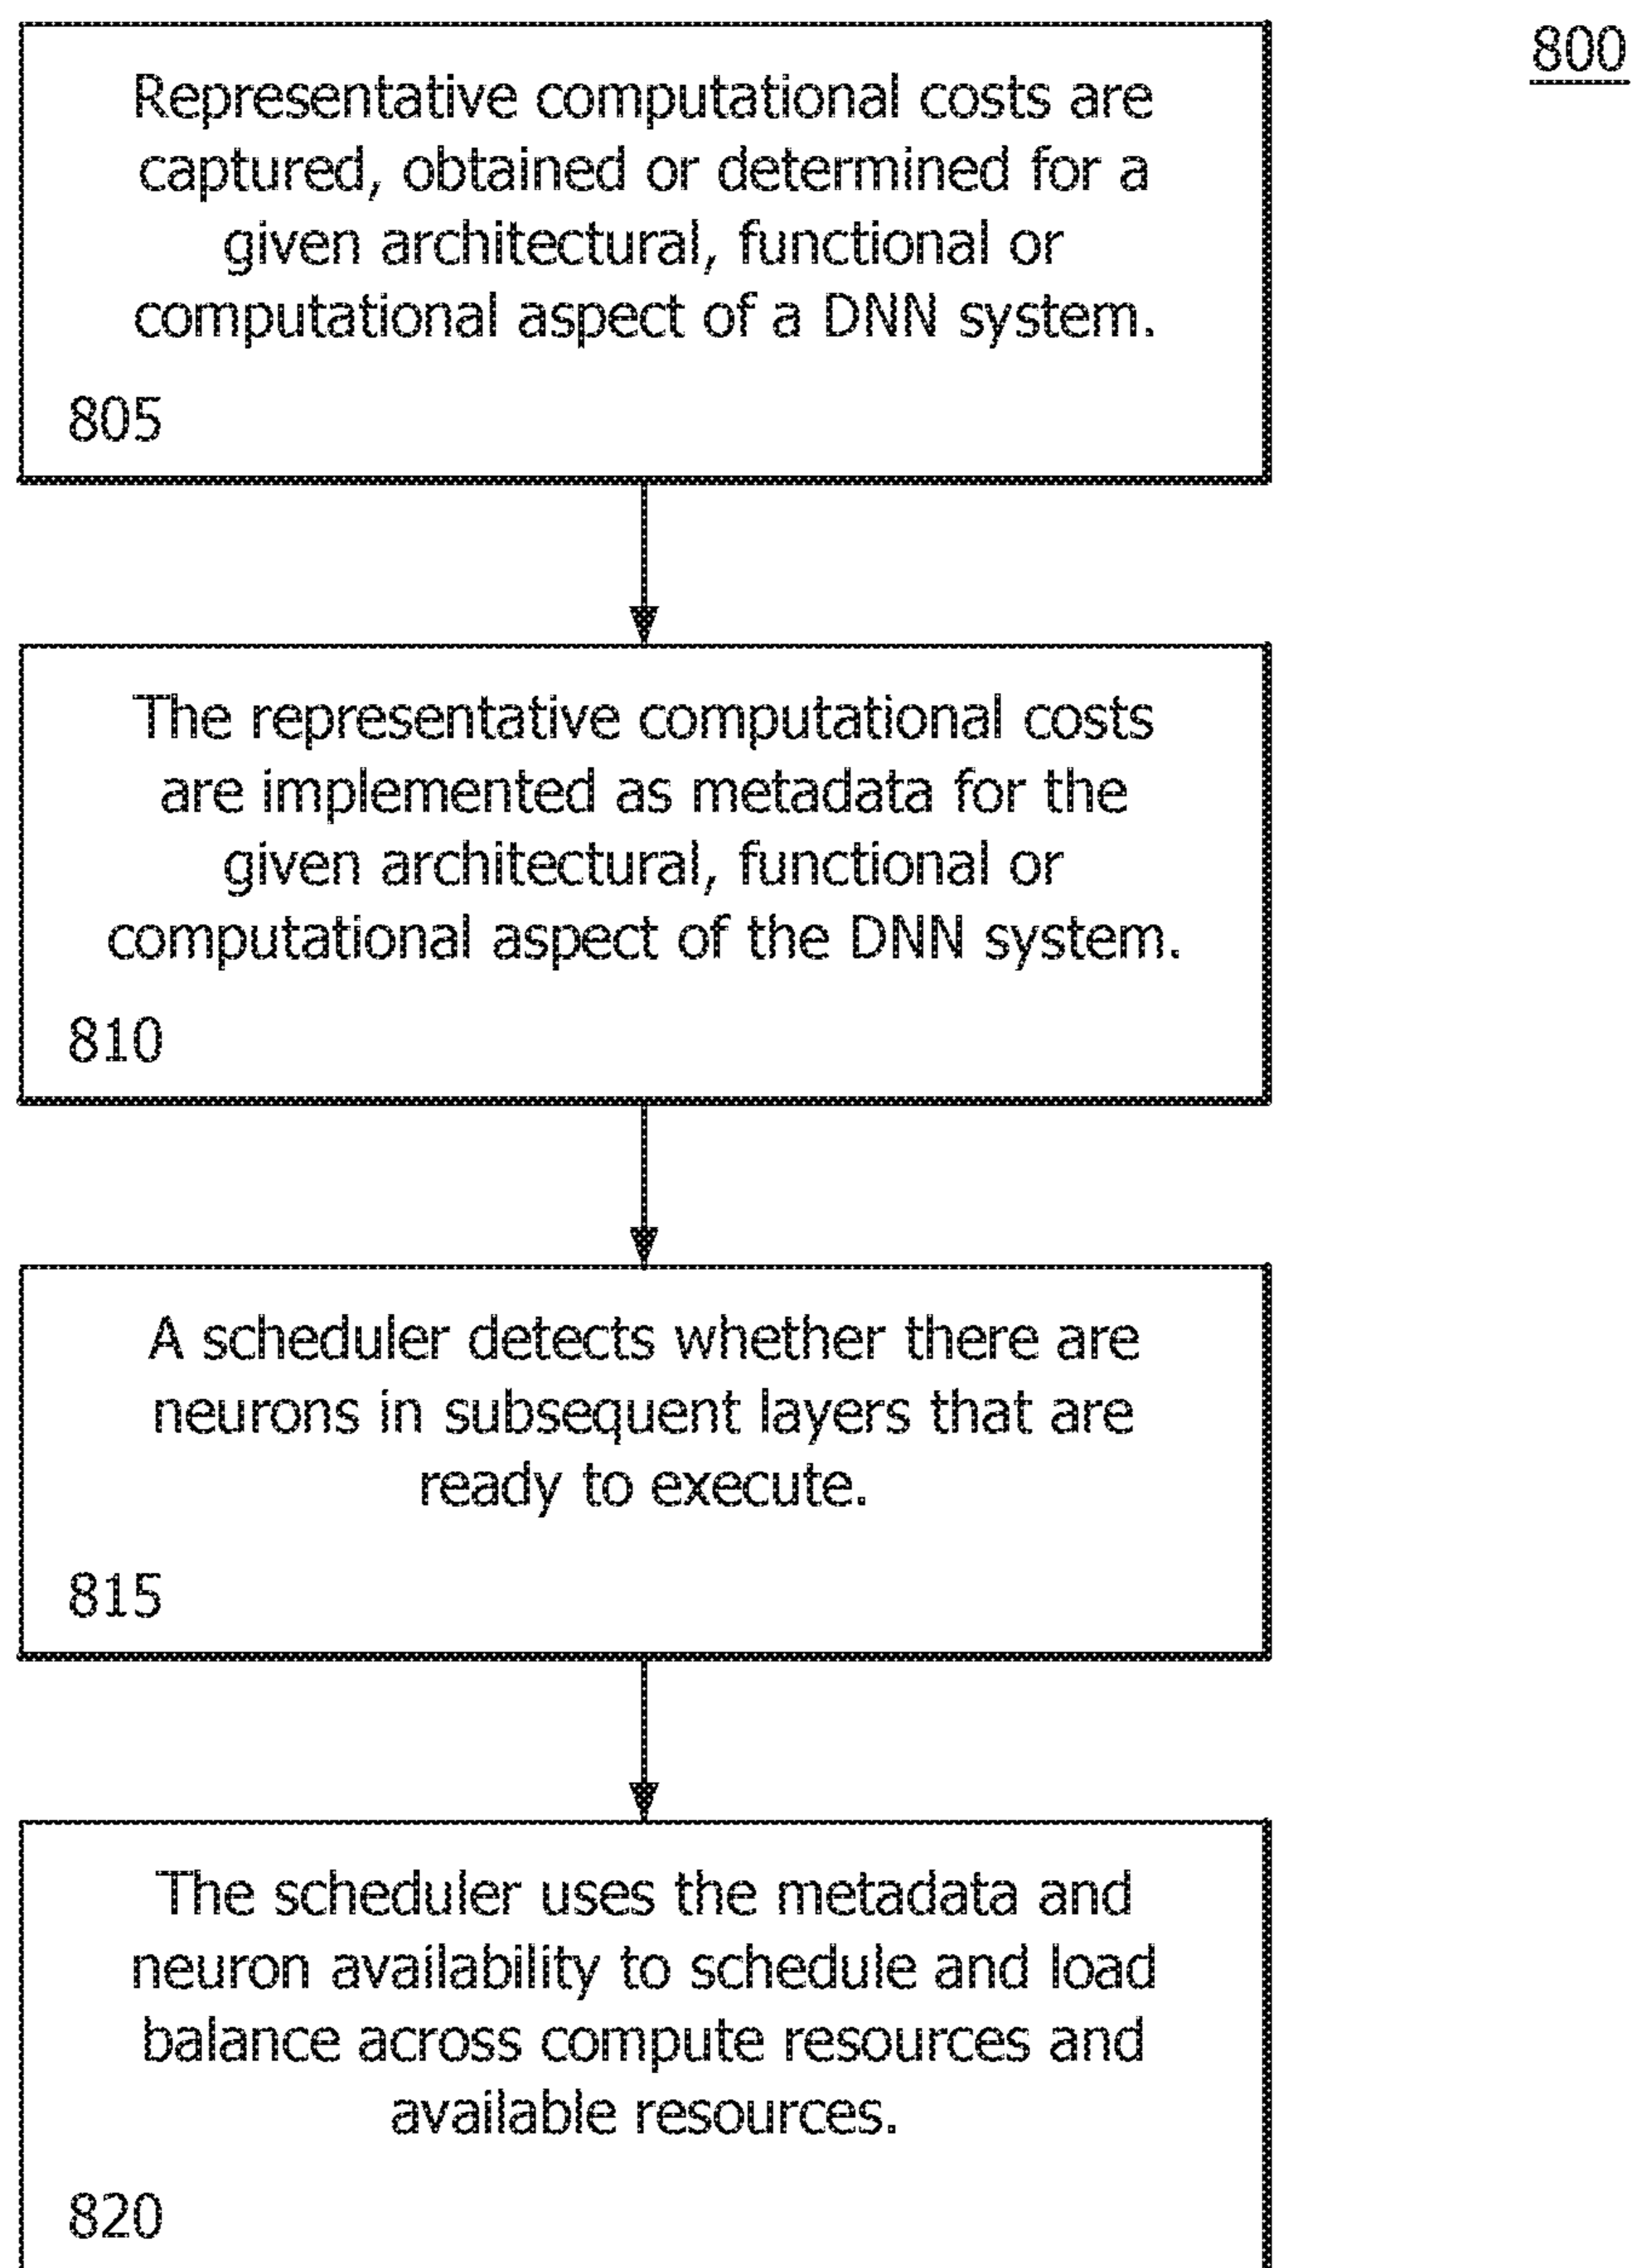 800
Representative computational costs are
captured, obtained or determined for a
given architectural, functional or
computational aspect of a DNN system.
805
The representative computational costs
are implemented as metadata for the
given architectural, functional or
computational aspect of the DNN system.
810
A scheduler detects whether there are
neurons in subsequent layers that are
ready to execute.
815
The scheduler uses the metadata and
neuron availability to schedule and load
balance across compute resources and
available resources.
820